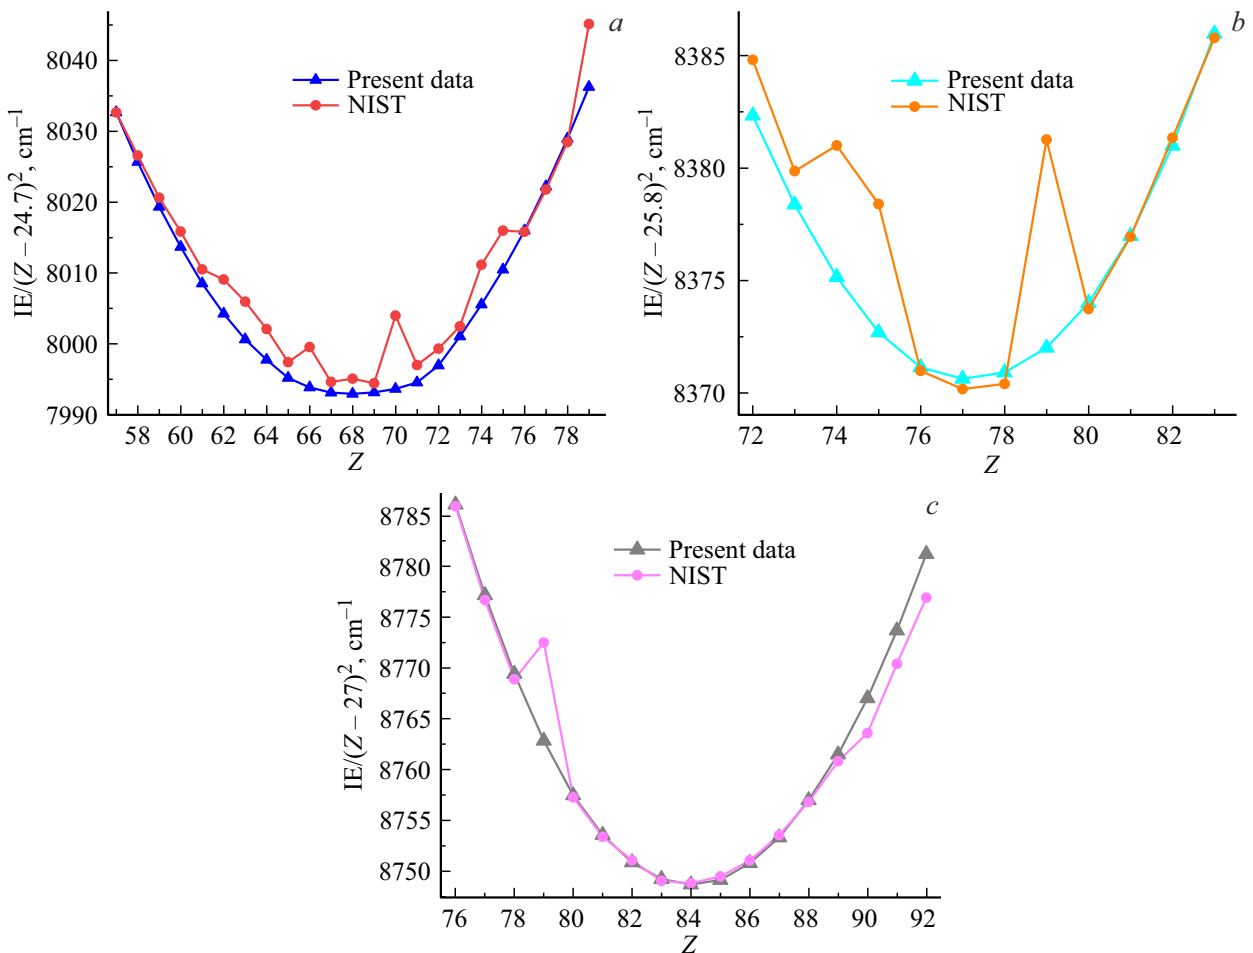 a
IE/(Z – 24.7)², cm⁻¹
8040
8030
8020
8010
8000
7990
Present data
NIST
58 60 62 64 66 68 70 72 74 76 78
Z
b
IE/(Z – 25.8)², cm⁻¹
8385
8380
8375
8370
Present data
NIST
72 74 76 78 80 82
Z
c
IE/(Z – 27)², cm⁻¹
8785
8780
8775
8770
8765
8760
8755
8750
Present data
NIST
76 78 80 82 84 86 88 90 92
Z